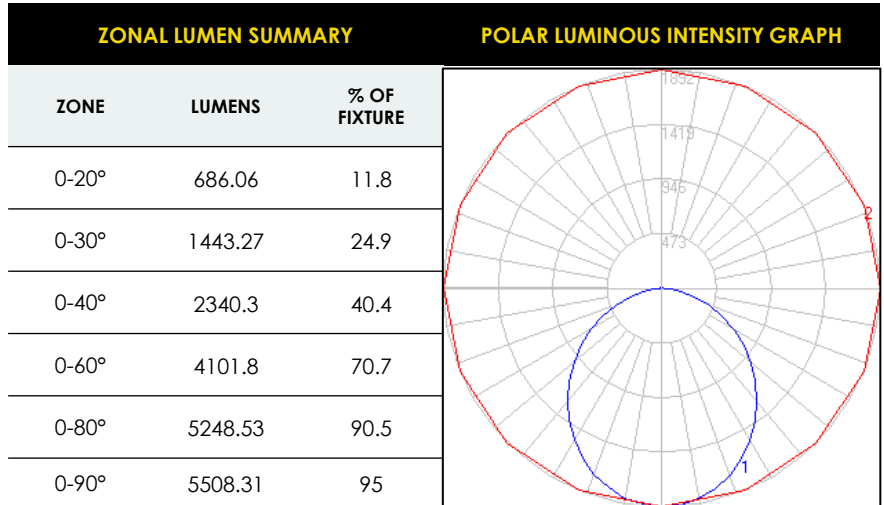 ZONAL LUMEN SUMMARY
POLAR LUMINOUS INTENSITY GRAPH
ZONE LUMENS % OF FIXTURE
0-20° 686.06 11.8
0-30° 1443.27 24.9
0-40° 2340.3 40.4
0-60° 4101.8 70.7
0-80° 5248.53 90.5
0-90° 5508.31 95
1892
1419
946
473
2
1